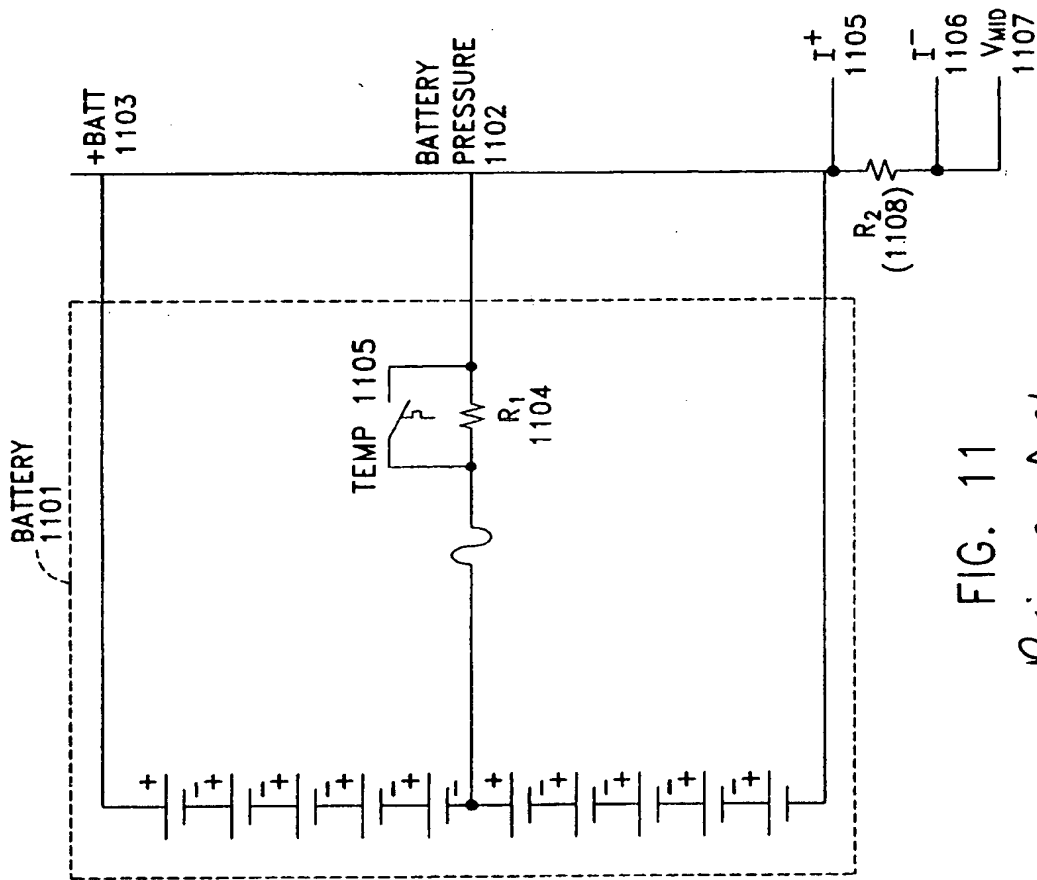 BATTERY
1101
+BATT
1103
TEMP 1105
R1
1104
BATTERY
PRESSURE
1102
R2
(1108)
I+
1105
I−
1106
VMID
1107
FIG. 11